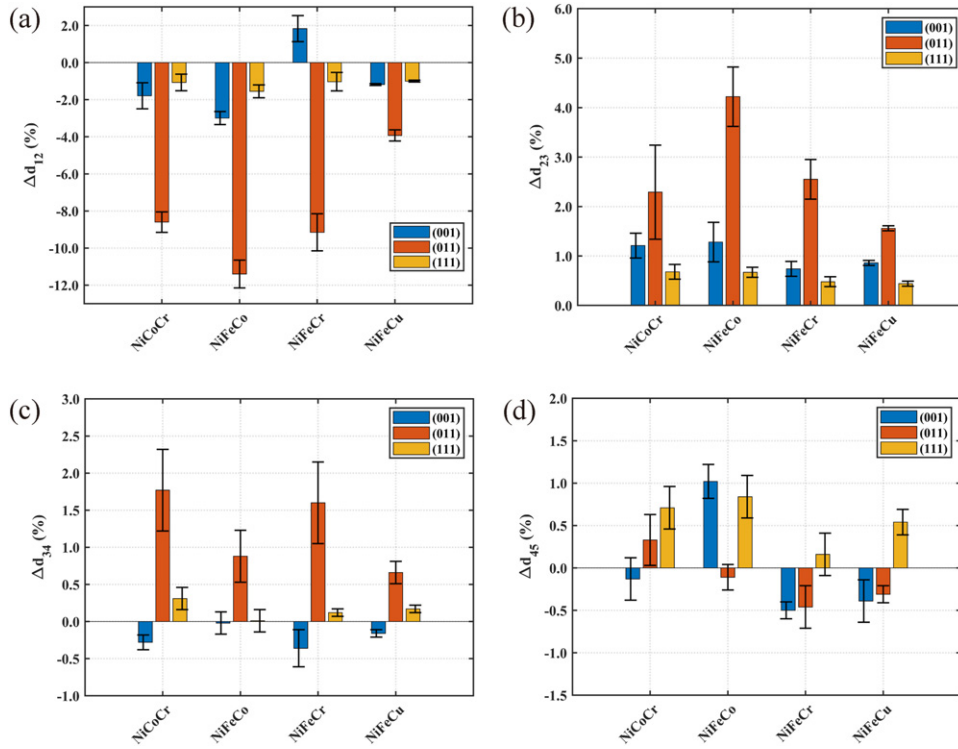 (a)
2.0
0.0
-2.0
-4.0
-6.0
-8.0
-10.0
-12.0
Δd12 (%)
(001)
(011)
(111)
NiCoCr
NiFeCo
NiFeCr
NiFeCu
(b)
6.0
5.0
4.0
3.0
2.0
1.0
0.0
Δd23 (%)
(001)
(011)
(111)
NiCoCr
NiFeCo
NiFeCr
NiFeCu
(c)
3.0
2.5
2.0
1.5
1.0
0.5
0.0
-0.5
-1.0
Δd34 (%)
(001)
(011)
(111)
NiCoCr
NiFeCo
NiFeCr
NiFeCu
(d)
2.0
1.5
1.0
0.5
0.0
-0.5
-1.0
-1.5
Δd45 (%)
(001)
(011)
(111)
NiCoCr
NiFeCo
NiFeCr
NiFeCu